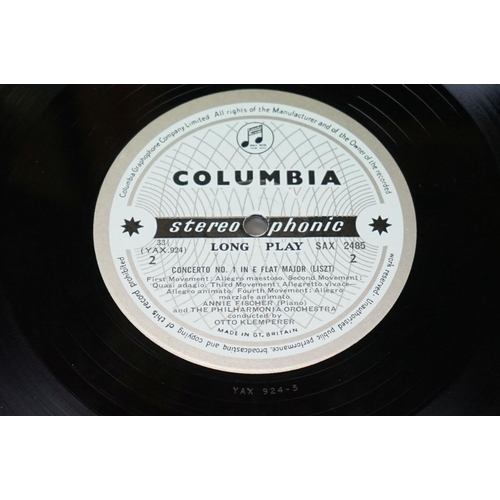 Columbia Graphophone Company Limited. All rights of the Manufacturer and of the Owner of the recorded
work reserved Unauthorised public performance, broadcasting and copying of this record prohibited
COLUMBIA
stereophonic
33⅓
(YAX.924)
LONG PLAY SAX 2485
2 2
CONCERTO NO. 1 IN E FLAT MAJOR (LISZT)
First Movement: Allegro maestoso. Second Movement:
Quasi adagio. Third Movement: Allegretto vivace—
Allegro animato. Fourth Movement: Allegro
marziale animato.
ANNIE FISCHER (Piano)
and THE PHILHARMONIA ORCHESTRA
conducted by
OTTO KLEMPERER
MADE IN GT. BRITAIN
YAX 924-5